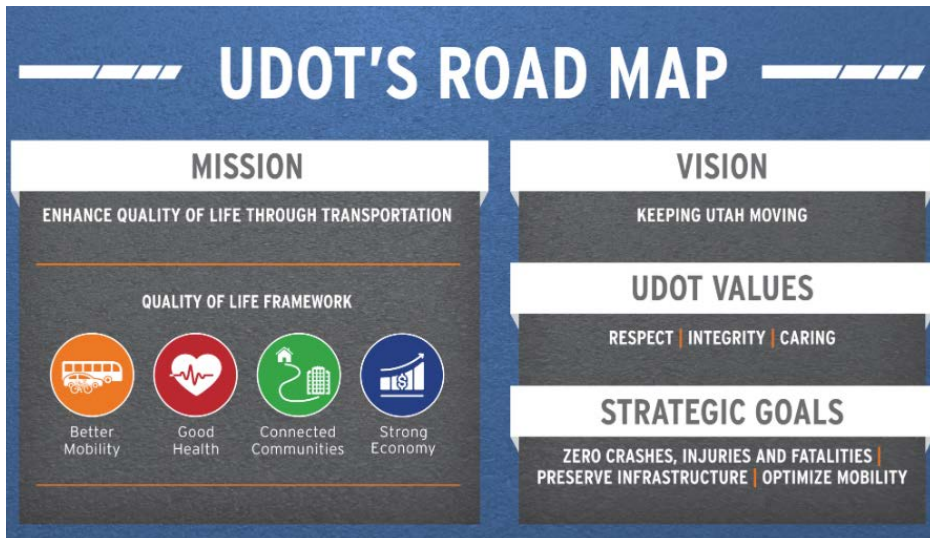 UDOT'S ROAD MAP
MISSION
ENHANCE QUALITY OF LIFE THROUGH TRANSPORTATION
QUALITY OF LIFE FRAMEWORK
Better
Mobility
Good
Health
Connected
Communities
$
Strong
Economy
VISION
KEEPING UTAH MOVING
UDOT VALUES
RESPECT | INTEGRITY | CARING
STRATEGIC GOALS
ZERO CRASHES, INJURIES AND FATALITIES |
PRESERVE INFRASTRUCTURE | OPTIMIZE MOBILITY